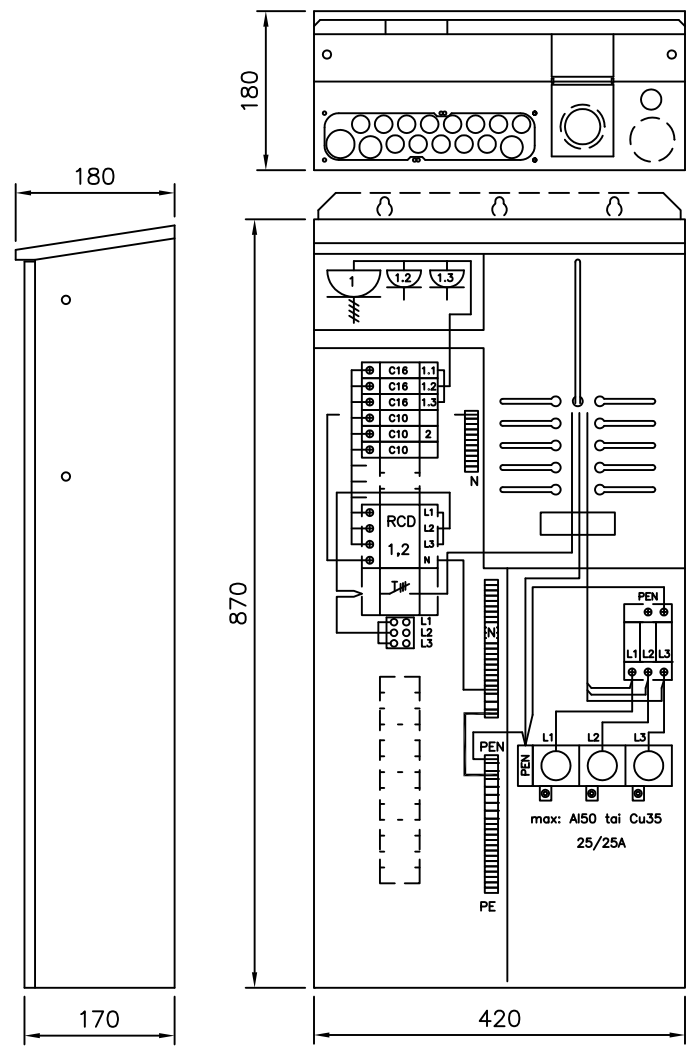 180
180
870
170
420
1 1.2 1.3
C16 1.1
C16 1.2
C16 1.3
C10
C10 2
C10
N
RCD
1,2
L1
L2
L3
N
T
L1
L2
L3
N
PEN
L1 L2 L3
PEN
PEN
L1 L2 L3
max: Al50 tai Cu35
25/25A
PE